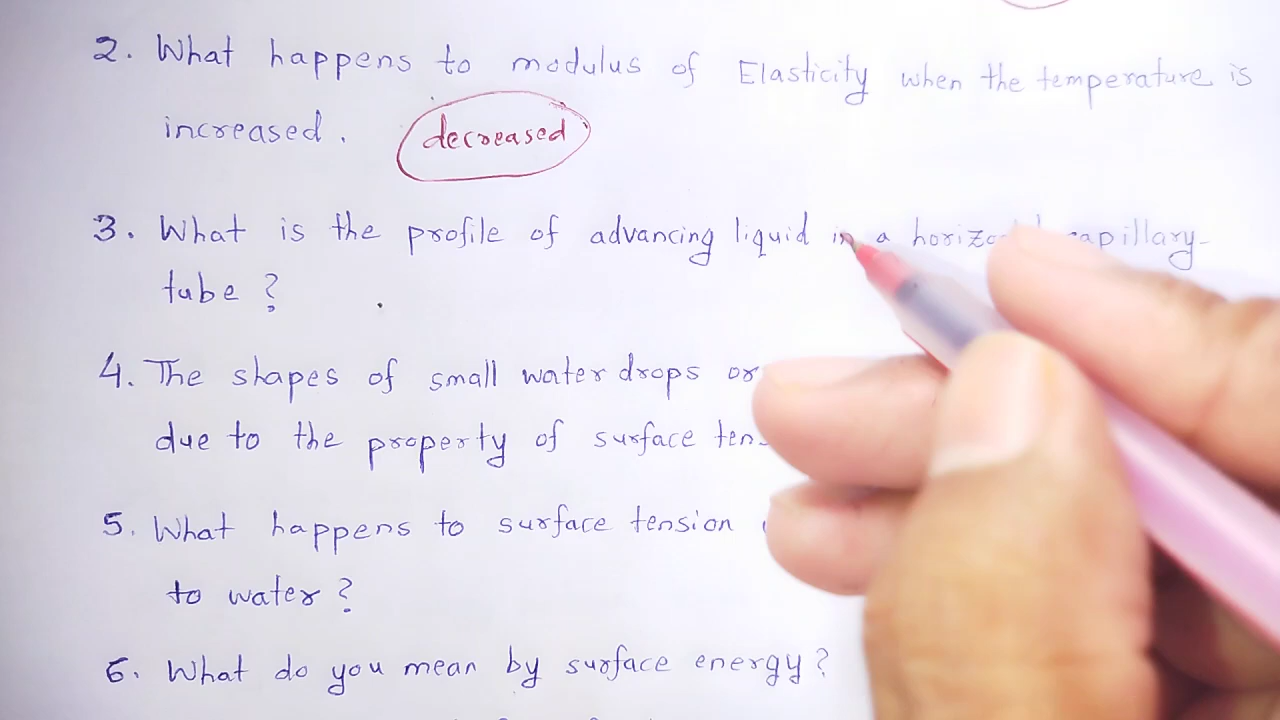 2. What happens to modulus of Elasticity when the temperature is
increased. decreased
3. What is the profile of advancing liquid in a capillary
tube ?
4. The shapes of small water drops or
due to the property of surface
5. What happens to surface tension
to water ?
6. What do you mean by surface energy ?